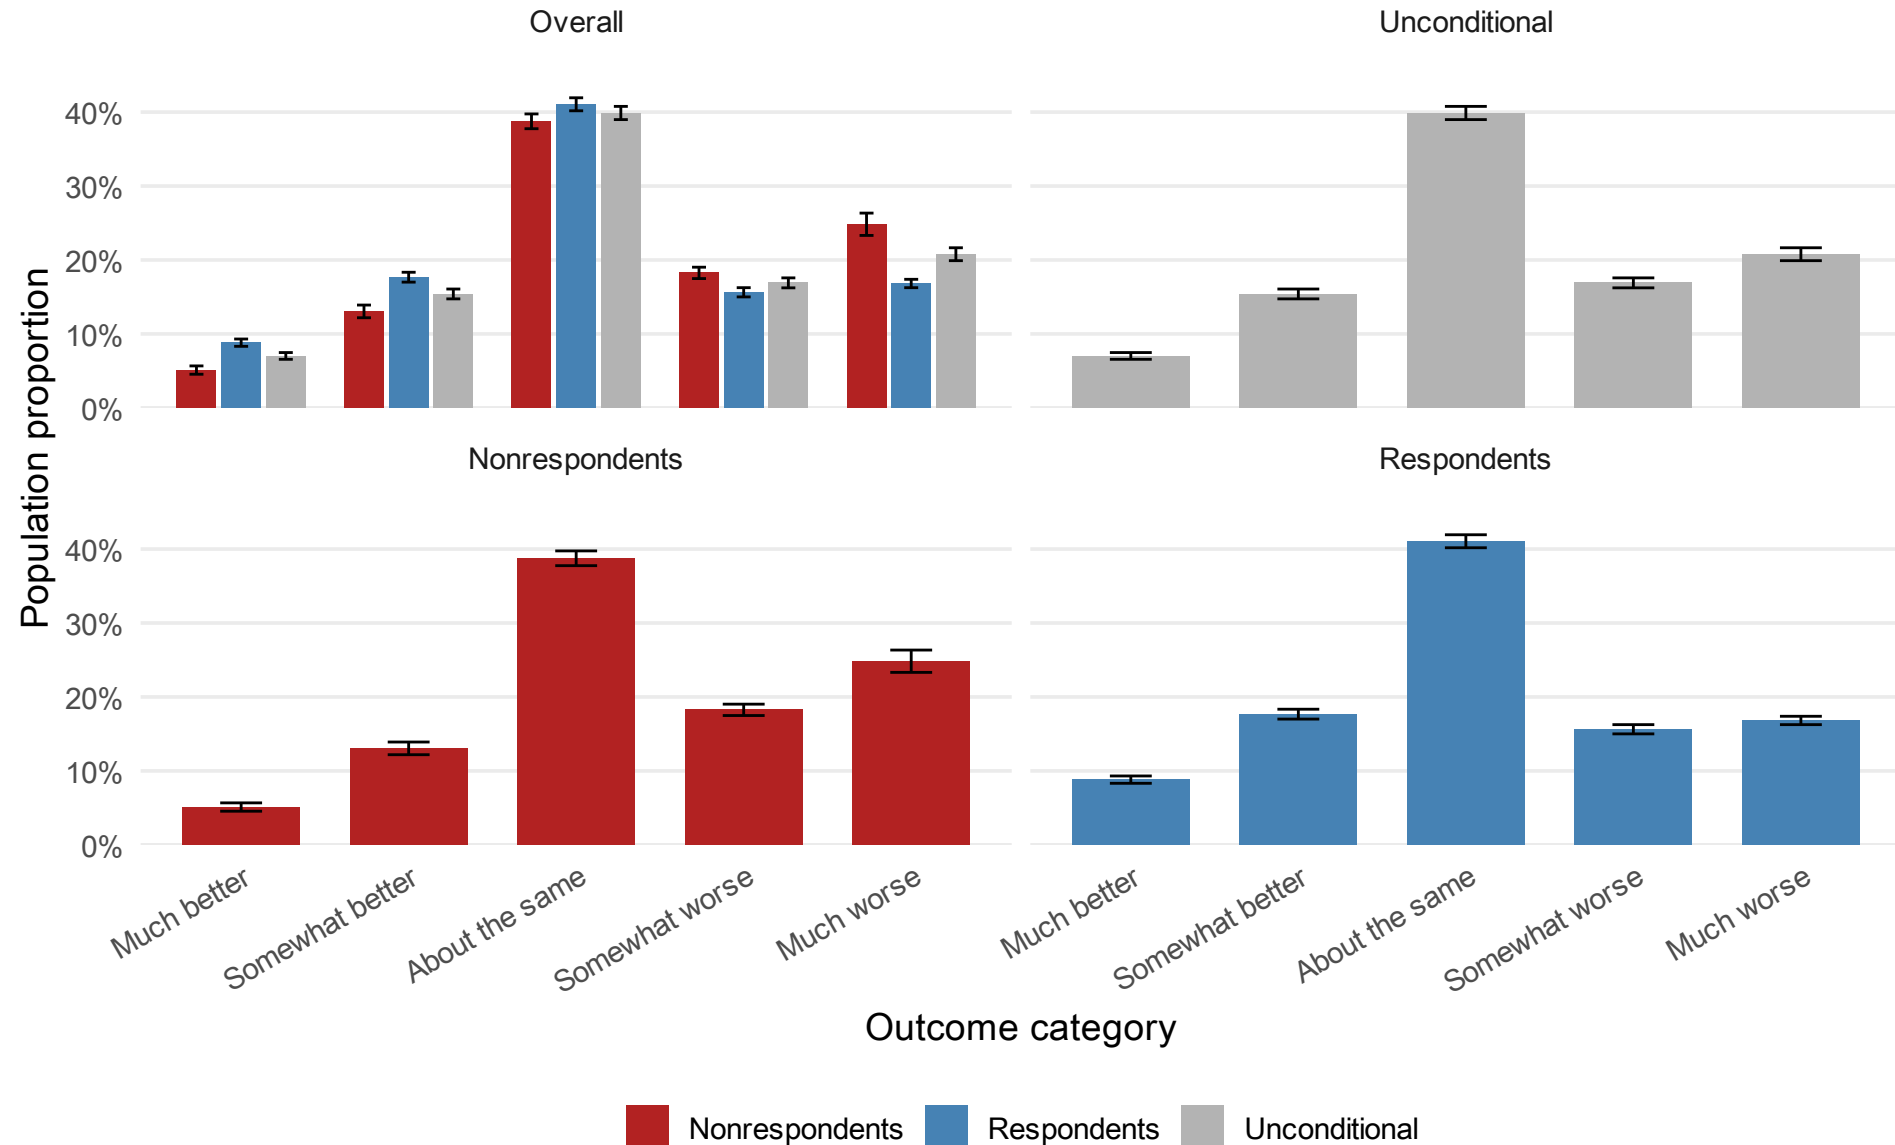 Overall
Unconditional
40%
30%
20%
10%
0%
Population proportion
Nonrespondents
Respondents
40%
30%
20%
10%
0%
Much better
Somewhat better
About the same
Somewhat worse
Much worse
Much better
Somewhat better
About the same
Somewhat worse
Much worse
Outcome category
Nonrespondents
Respondents
Unconditional